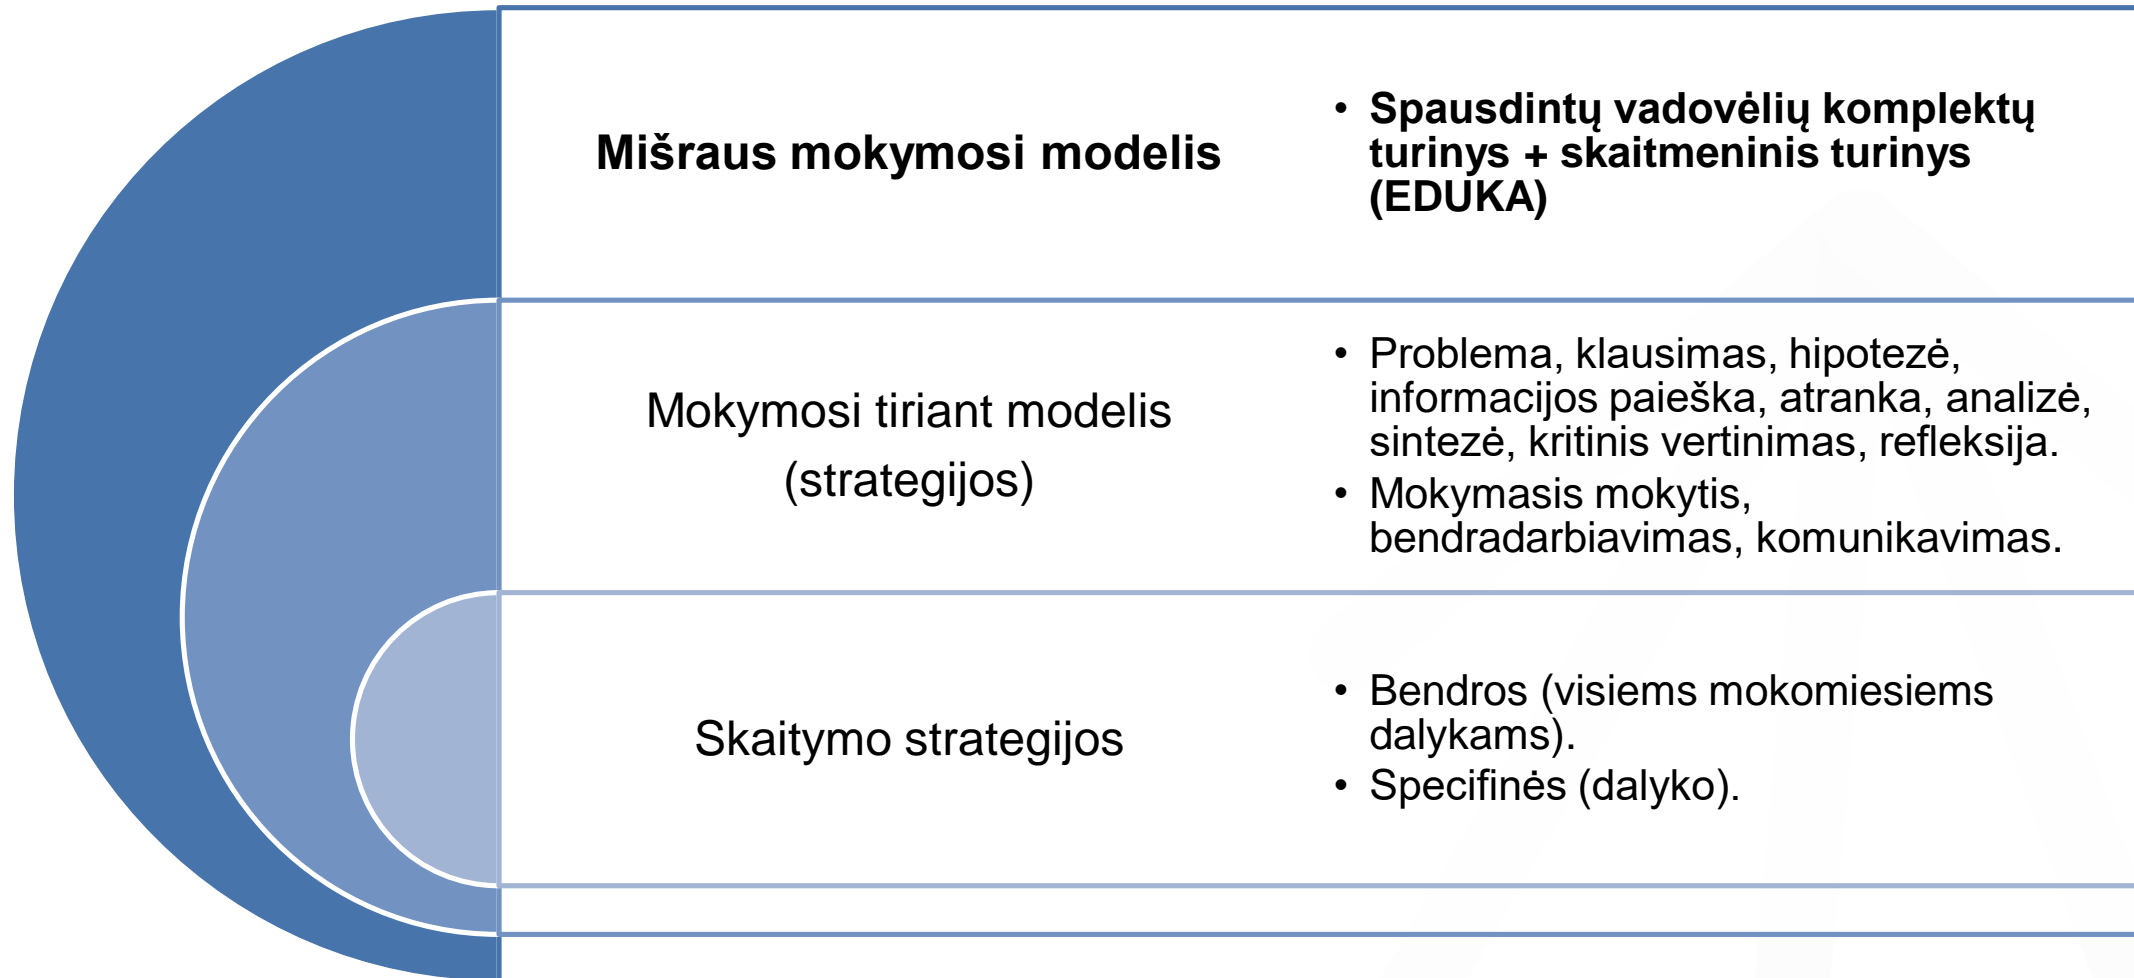 Mišraus mokymosi modelis
• Spausdintų vadovėlių komplektų
turinys + skaitmeninis turinys
(EDUKA)
Mokymosi tiriant modelis
(strategijos)
• Problema, klausimas, hipotezė,
informacijos paieška, atranka, analizė,
sintezė, kritinis vertinimas, refleksija.
• Mokymasis mokytis,
bendradarbiavimas, komunikavimas.
Skaitymo strategijos
• Bendros (visiems mokomiesiems
dalykams).
• Specifinės (dalyko).